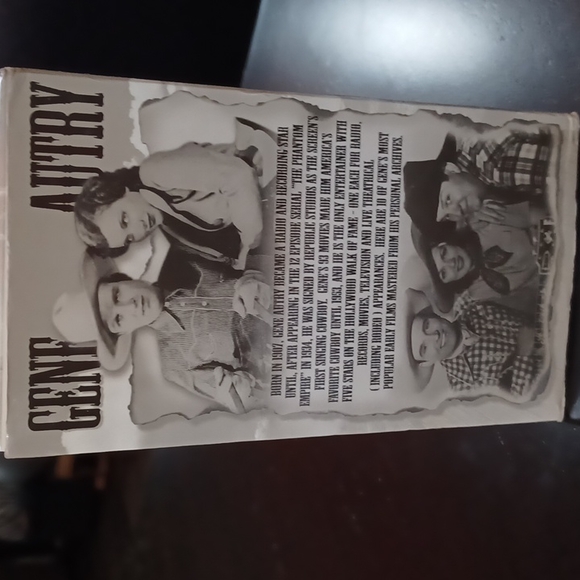 GENE AUTRY
BORN IN 1907, GENE AUTRY BECAME A RADIO AND RECORDING STAR
UNTIL, AFTER APPEARING IN THE 12 EPISODE SERIAL "THE PHANTOM
EMPIRE" IN 1934, HE WAS SIGNED BY REPUBLIC STUDIOS AS THE SCREEN'S
FIRST SINGING COWBOY. GENE'S 93 MOVIES MADE HIM AMERICA'S
FAVORITE COWBOY UNTIL 1953, AND HE IS THE ONLY ENTERTAINER WITH
FIVE STARS ON THE HOLLYWOOD WALK OF FAME - ONE EACH FOR RADIO,
RECORDS, MOVIES, TELEVISION AND LIVE THEATRICAL
( INCLUDING RODEO ) APPEARANCES. HERE ARE 10 OF GENE'S MOST
POPULAR EARLY FILMS MASTERED FROM HIS PERSONAL ARCHIVES.